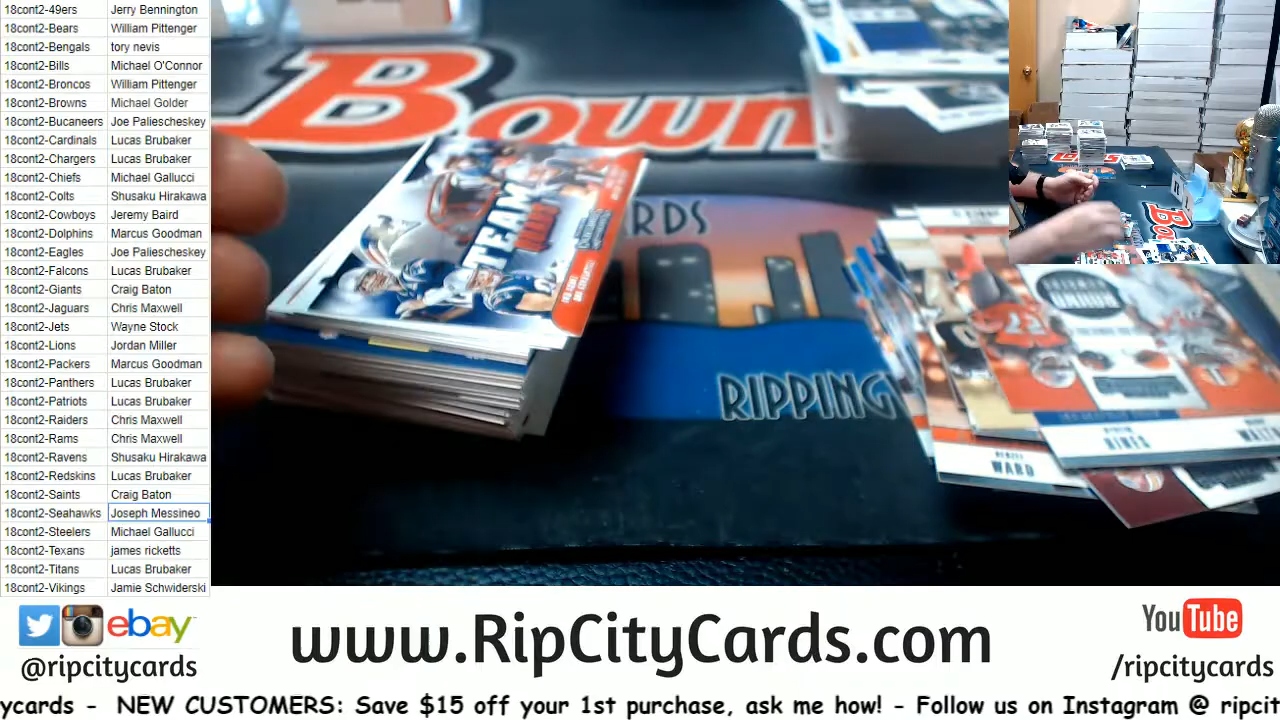 18cont2-49ers Jerry Bennington
18cont2-Bears William Pittenger
18cont2-Bengals tory nevis
18cont2-Bills Michael O'Connor
18cont2-Broncos William Pittenger
18cont2-Browns Michael Golder
18cont2-Bucaneers Joe Paliescheskey
18cont2-Cardinals Lucas Brubaker
18cont2-Chargers Lucas Brubaker
18cont2-Chiefs Michael Gallucci
18cont2-Colts Shusaku Hirakawa
18cont2-Cowboys Jeremy Baird
18cont2-Dolphins Marcus Goodman
18cont2-Eagles Joe Paliescheskey
18cont2-Falcons Lucas Brubaker
18cont2-Giants Craig Baton
18cont2-Jaguars Chris Maxwell
18cont2-Jets Wayne Stock
18cont2-Lions Jordan Miller
18cont2-Packers Marcus Goodman
18cont2-Panthers Lucas Brubaker
18cont2-Patriots Lucas Brubaker
18cont2-Raiders Chris Maxwell
18cont2-Rams Chris Maxwell
18cont2-Ravens Shusaku Hirakawa
18cont2-Redskins Lucas Brubaker
18cont2-Saints Craig Baton
18cont2-Seahawks Joseph Messineo
18cont2-Steelers Michael Gallucci
18cont2-Texans james ricketts
18cont2-Titans Lucas Brubaker
18cont2-Vikings Jamie Schwiderski
Bown
TEAM
RDS
RIPPING
HINES
WARD
ebay
@ripcitycards
www.RipCityCards.com
YouTube
/ripcitycards
ycards - NEW CUSTOMERS: Save $15 off your 1st purchase, ask me how! - Follow us on Instagram @ ripcit